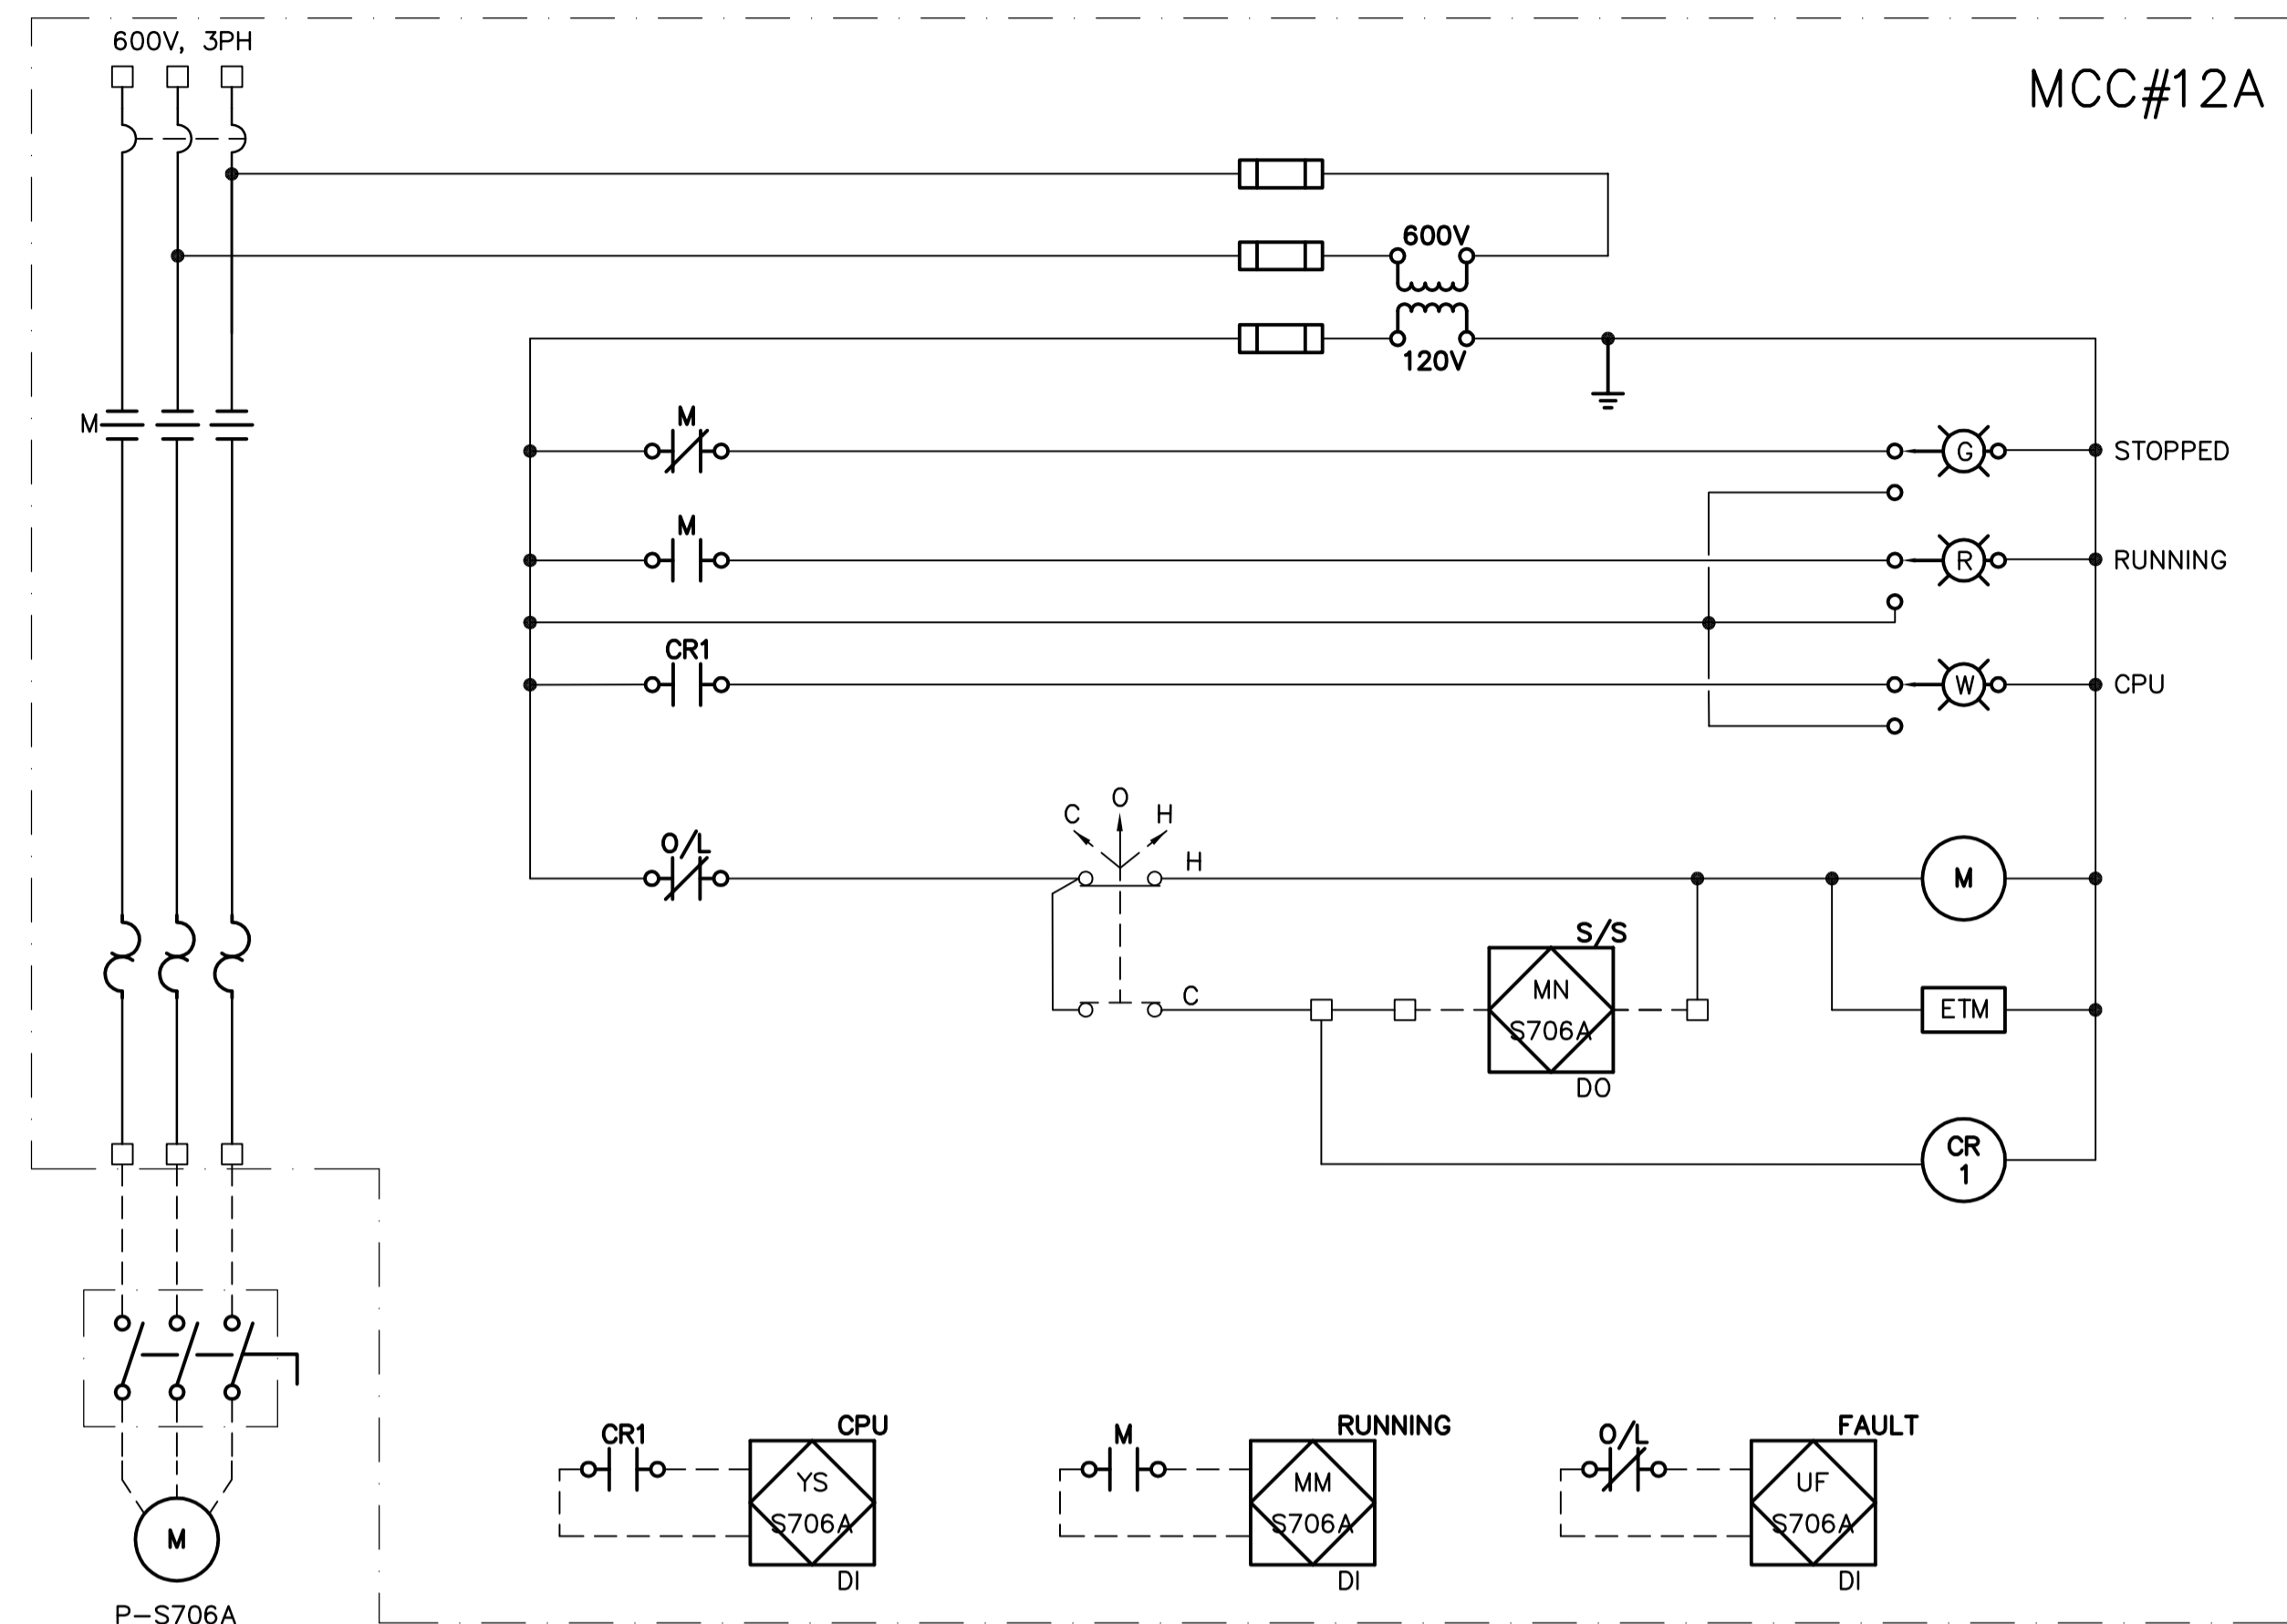 600V, 3PH
MCC#12A
600V
120V
M
M
G
STOPPED
M
R
RUNNING
CR1
W
CPU
C
O
H
O/L
H
M
S/S
MN
S706A
DO
C
ETM
CR
1
CR1
CPU
YS
S706A
DI
M
RUNNING
MM
S706A
DI
O/L
FAULT
UF
S706A
DI
M
P-S706A